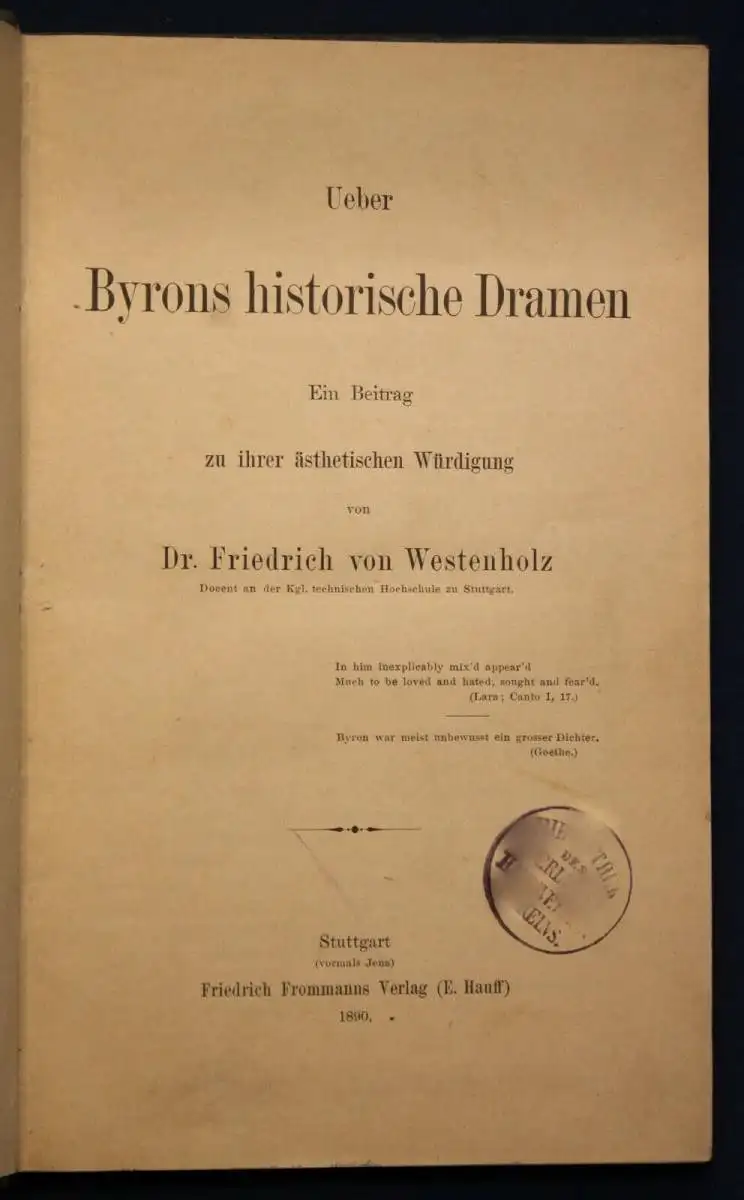 Ueber
Byrons historische Dramen
Ein Beitrag
zu ihrer ästhetischen Würdigung
von
Dr. Friedrich von Westenholz
Docent an der Kgl. technischen Hochschule zu Stuttgart.
In him inexplicably mix'd appear'd
Much to be loved and hated, sought and fear'd.
(Lara; Canto I, 17.)
Byron war meist unbewusst ein grosser Dichter.
(Goethe.)
DES
Stuttgart
(vormals Jena)
Friedrich Frommanns Verlag (E. Hauff)
1890.